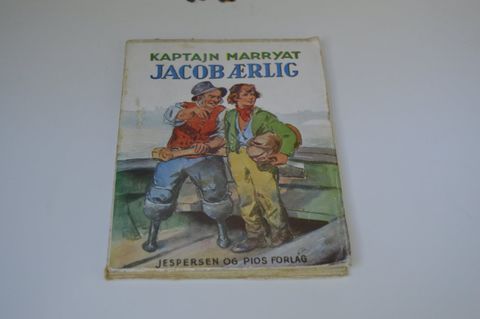 KAPTAJN MARRYAT
JACOB ÆRLIG
JESPERSEN OG PIOS FORLAG